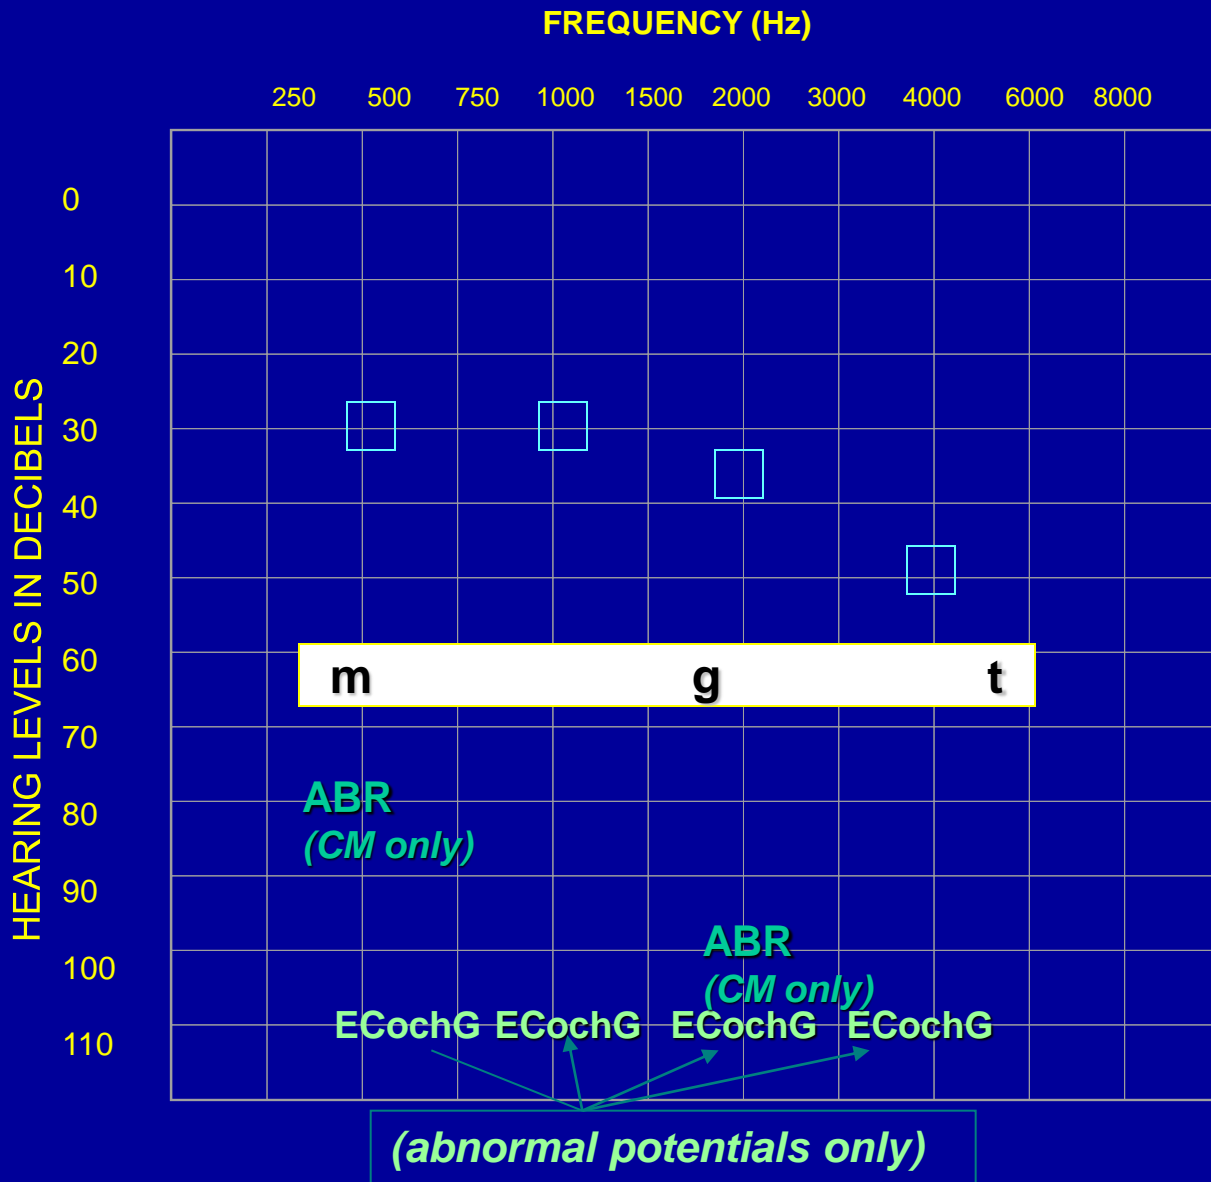 FREQUENCY (Hz)
250 500 750 1000 1500 2000 3000 4000 6000 8000
HEARING LEVELS IN DECIBELS
0
10
20
30
40
50
60
m g t
70
80
ABR
(CM only)
90
100
ABR
(CM only)
110
ECochG ECochG ECochG ECochG
(abnormal potentials only)